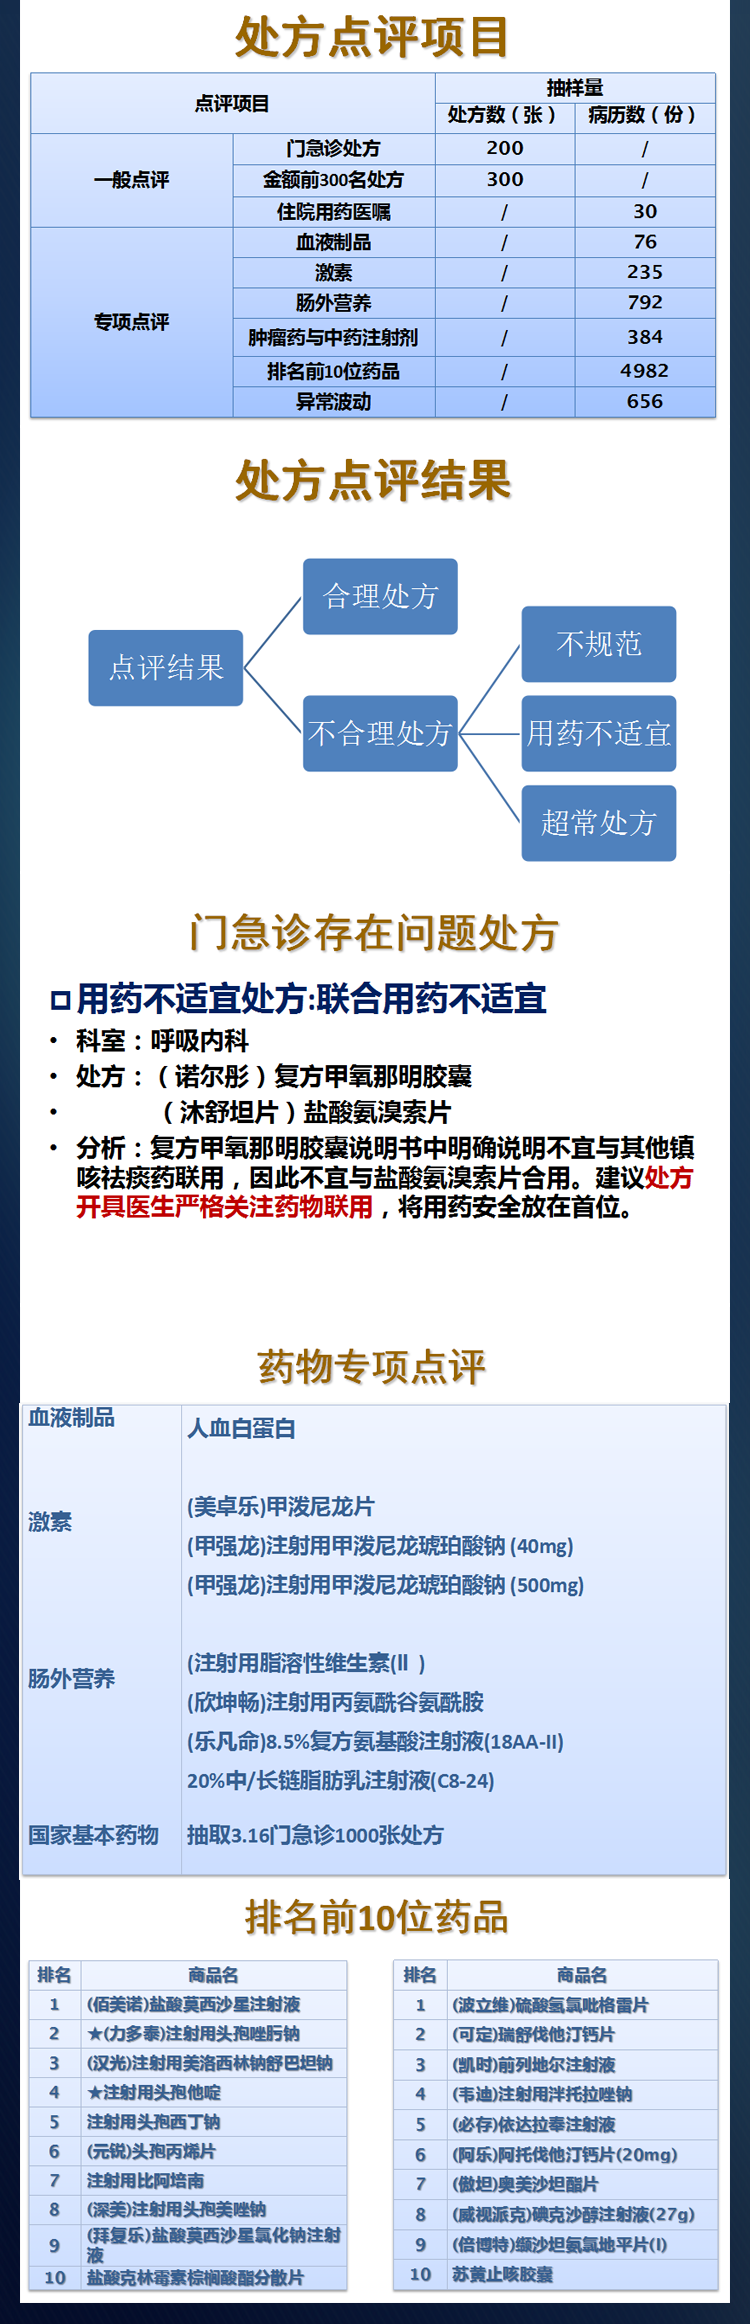 处方点评项目
点评项目
抽样量
处方数（张）
病历数（份）
一般点评
门急诊处方
200
/
金额前300名处方
300
/
住院用药医嘱
/
30
专项点评
血液制品
/
76
激素
/
235
肠外营养
/
792
肿瘤药与中药注射剂
/
384
排名前10位药品
/
4982
异常波动
/
656
处方点评结果
点评结果
合理处方
不合理处方
不规范
用药不适宜
超常处方
门急诊存在问题处方
用药不适宜处方:联合用药不适宜
• 科室：呼吸内科
• 处方：（诺尔彤）复方甲氧那明胶囊
• （沐舒坦片）盐酸氨溴索片
• 分析：复方甲氧那明胶囊说明书中明确说明不宜与其他镇
咳祛痰药联用，因此不宜与盐酸氨溴索片合用。建议处方
开具医生严格关注药物联用，将用药安全放在首位。
药物专项点评
血液制品
人血白蛋白
激素
(美卓乐)甲泼尼龙片
(甲强龙)注射用甲泼尼龙琥珀酸钠 (40mg)
(甲强龙)注射用甲泼尼龙琥珀酸钠 (500mg)
肠外营养
(注射用脂溶性维生素(II )
(欣坤畅)注射用丙氨酰谷氨酰胺
(乐凡命)8.5%复方氨基酸注射液(18AA-II)
20%中/长链脂肪乳注射液(C8-24)
国家基本药物
抽取3.16门急诊1000张处方
排名前10位药品
排名 商品名
1 (佰美诺)盐酸莫西沙星注射液
2 ★(力多泰)注射用头孢唑肟钠
3 (汉光)注射用美洛西林钠舒巴坦钠
4 ★注射用头孢他啶
5 注射用头孢西丁钠
6 (元锐)头孢丙烯片
7 注射用比阿培南
8 (深美)注射用头孢美唑钠
9 (拜复乐)盐酸莫西沙星氯化钠注射
液
10 盐酸克林霉素棕榈酸酯分散片
排名 商品名
1 (波立维)硫酸氢氯吡格雷片
2 (可定)瑞舒伐他汀钙片
3 (凯时)前列地尔注射液
4 (韦迪)注射用泮托拉唑钠
5 (必存)依达拉奉注射液
6 (阿乐)阿托伐他汀钙片(20mg)
7 (傲坦)奥美沙坦酯片
8 (威视派克)碘克沙醇注射液(27g)
9 (倍博特)缬沙坦氨氯地平片(I)
10 苏黄止咳胶囊